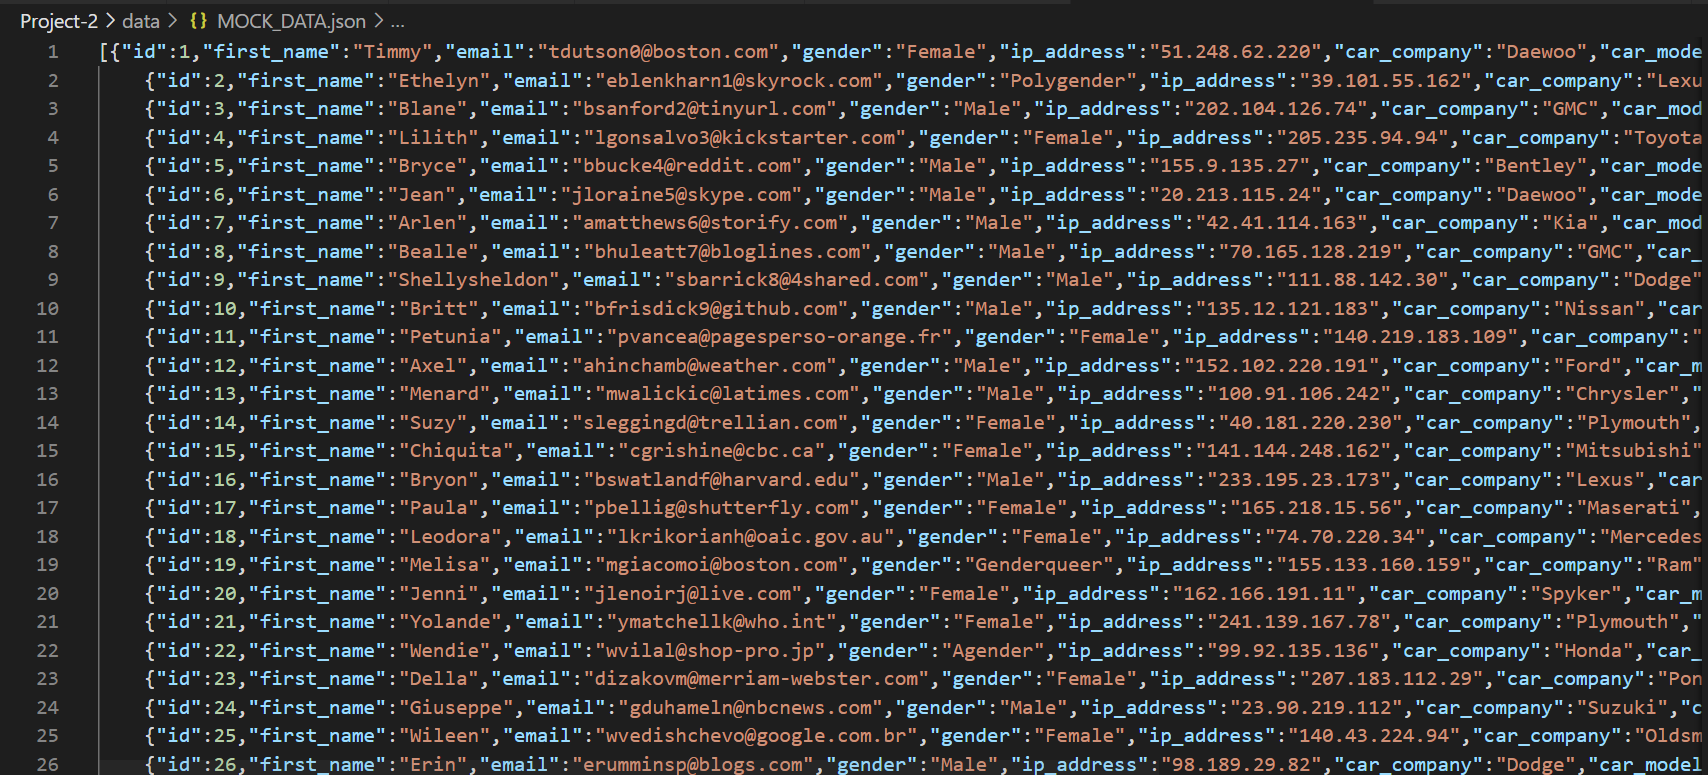 Project-2 > data > {} MOCK_DATA.json > ...
1 [{"id":1,"first_name":"Timmy","email":"tdutson0@boston.com","gender":"Female","ip_address":"51.248.62.220","car_company":"Daewoo","car_mode
2 {"id":2,"first_name":"Ethelyn","email":"eblenkharn1@skyrock.com","gender":"Polygender","ip_address":"39.101.55.162","car_company":"Lexu
3 {"id":3,"first_name":"Blane","email":"bsanford2@tinyurl.com","gender":"Male","ip_address":"202.104.126.74","car_company":"GMC","car_mod
4 {"id":4,"first_name":"Lilith","email":"lgonsalvo3@kickstarter.com","gender":"Female","ip_address":"205.235.94.94","car_company":"Toyota
5 {"id":5,"first_name":"Bryce","email":"bbucke4@reddit.com","gender":"Male","ip_address":"155.9.135.27","car_company":"Bentley","car_mode
6 {"id":6,"first_name":"Jean","email":"jloraine5@skype.com","gender":"Male","ip_address":"20.213.115.24","car_company":"Daewoo","car_mode
7 {"id":7,"first_name":"Arlen","email":"amatthews6@storify.com","gender":"Male","ip_address":"42.41.114.163","car_company":"Kia","car_mod
8 {"id":8,"first_name":"Bealle","email":"bhuleatt7@bloglines.com","gender":"Male","ip_address":"70.165.128.219","car_company":"GMC","car_
9 {"id":9,"first_name":"Shellysheldon","email":"sbarrick8@4shared.com","gender":"Male","ip_address":"111.88.142.30","car_company":"Dodge"
10 {"id":10,"first_name":"Britt","email":"bfrisdick9@github.com","gender":"Male","ip_address":"135.12.121.183","car_company":"Nissan","car
11 {"id":11,"first_name":"Petunia","email":"pvancea@pagesperso-orange.fr","gender":"Female","ip_address":"140.219.183.109","car_company":"
12 {"id":12,"first_name":"Axel","email":"ahinchamb@weather.com","gender":"Male","ip_address":"152.102.220.191","car_company":"Ford","car_m
13 {"id":13,"first_name":"Menard","email":"mwalickic@latimes.com","gender":"Male","ip_address":"100.91.106.242","car_company":"Chrysler","
14 {"id":14,"first_name":"Suzy","email":"sleggingd@trellian.com","gender":"Female","ip_address":"40.181.220.230","car_company":"Plymouth",
15 {"id":15,"first_name":"Chiquita","email":"cgrishine@cbc.ca","gender":"Female","ip_address":"141.144.248.162","car_company":"Mitsubishi"
16 {"id":16,"first_name":"Bryon","email":"bswatlandf@harvard.edu","gender":"Male","ip_address":"233.195.23.173","car_company":"Lexus","car
17 {"id":17,"first_name":"Paula","email":"pbellig@shutterfly.com","gender":"Female","ip_address":"165.218.15.56","car_company":"Maserati",
18 {"id":18,"first_name":"Leodora","email":"lkrikorianh@oaic.gov.au","gender":"Female","ip_address":"74.70.220.34","car_company":"Mercedes
19 {"id":19,"first_name":"Melisa","email":"mgiacomoi@boston.com","gender":"Genderqueer","ip_address":"155.133.160.159","car_company":"Ram"
20 {"id":20,"first_name":"Jenni","email":"jlenoirj@live.com","gender":"Female","ip_address":"162.166.191.11","car_company":"Spyker","car_m
21 {"id":21,"first_name":"Yolande","email":"ymatchellk@who.int","gender":"Female","ip_address":"241.139.167.78","car_company":"Plymouth","
22 {"id":22,"first_name":"Wendie","email":"wvilal@shop-pro.jp","gender":"Agender","ip_address":"99.92.135.136","car_company":"Honda","car_
23 {"id":23,"first_name":"Della","email":"dizakovm@merriam-webster.com","gender":"Female","ip_address":"207.183.112.29","car_company":"Pon
24 {"id":24,"first_name":"Giuseppe","email":"gduhameln@nbcnews.com","gender":"Male","ip_address":"23.90.219.112","car_company":"Suzuki","c
25 {"id":25,"first_name":"Wileen","email":"wvedishchevo@google.com.br","gender":"Female","ip_address":"140.43.224.94","car_company":"Oldsm
26 {"id":26,"first_name":"Erin","email":"erumminsp@blogs.com","gender":"Male","ip_address":"98.189.29.82","car_company":"Dodge","car_model